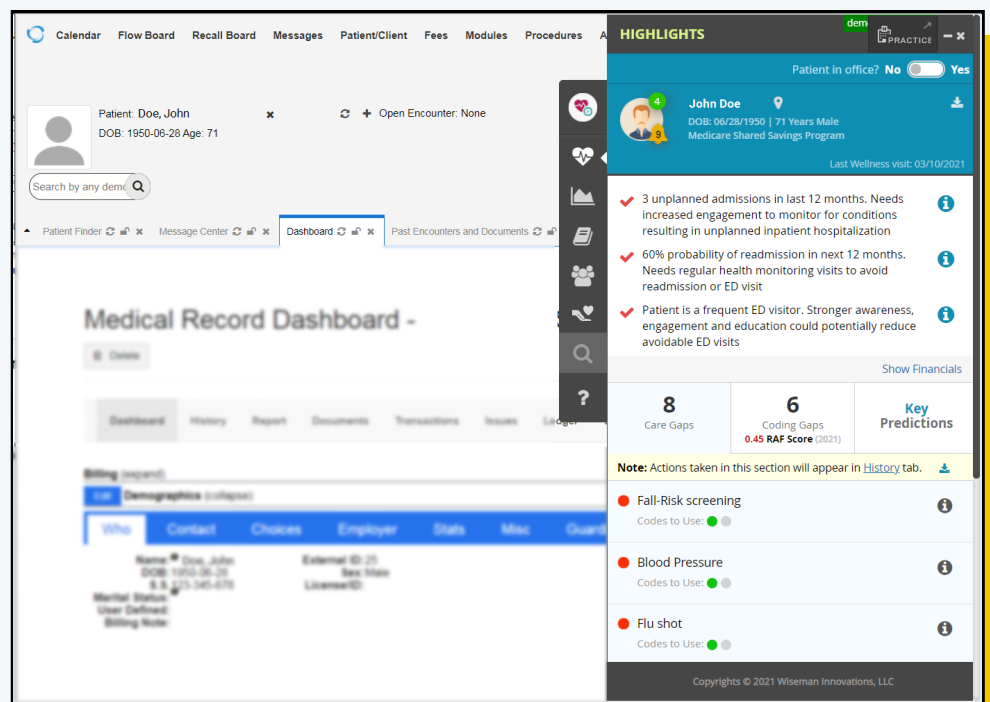 Calendar Flow Board Recall Board Messages Patient/Client Fees Modules Procedures A
Patient: Doe, John
DOB: 1950-06-28 Age: 71
Open Encounter: None
Search by any demo
Patient Finder Message Center Dashboard Past Encounters and Documents
Medical Record Dashboard -
Delete
Dashboard History Report Documents Transactions Issues Ledger
Billing (expand)
Edit Demographics (collapse)
Who Contact Choices Employer Stats Misc Guard
Name: Doe, John External ID: 25
DOB: 1950-06-28 Sex: Male
S.S.: 123-345-678 License/ID:
Marital Status:
User Defined:
Billing Note:
?
HIGHLIGHTS
dem
PRACTICE
Patient in office? No Yes
4
9
John Doe
DOB: 06/28/1950 | 71 Years Male
Medicare Shared Savings Program
Last Wellness visit: 03/10/2021
3 unplanned admissions in last 12 months. Needs
increased engagement to monitor for conditions
resulting in unplanned inpatient hospitalization
60% probability of readmission in next 12 months.
Needs regular health monitoring visits to avoid
readmission or ED visit
Patient is a frequent ED visitor. Stronger awareness,
engagement and education could potentially reduce
avoidable ED visits
Show Financials
8
Care Gaps
6
Coding Gaps
0.45 RAF Score (2021)
Key
Predictions
Note: Actions taken in this section will appear in History tab.
Fall-Risk screening
Codes to Use:
Blood Pressure
Codes to Use:
Flu shot
Codes to Use:
Copyrights © 2021 Wiseman Innovations, LLC